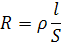 R = ρ l/S